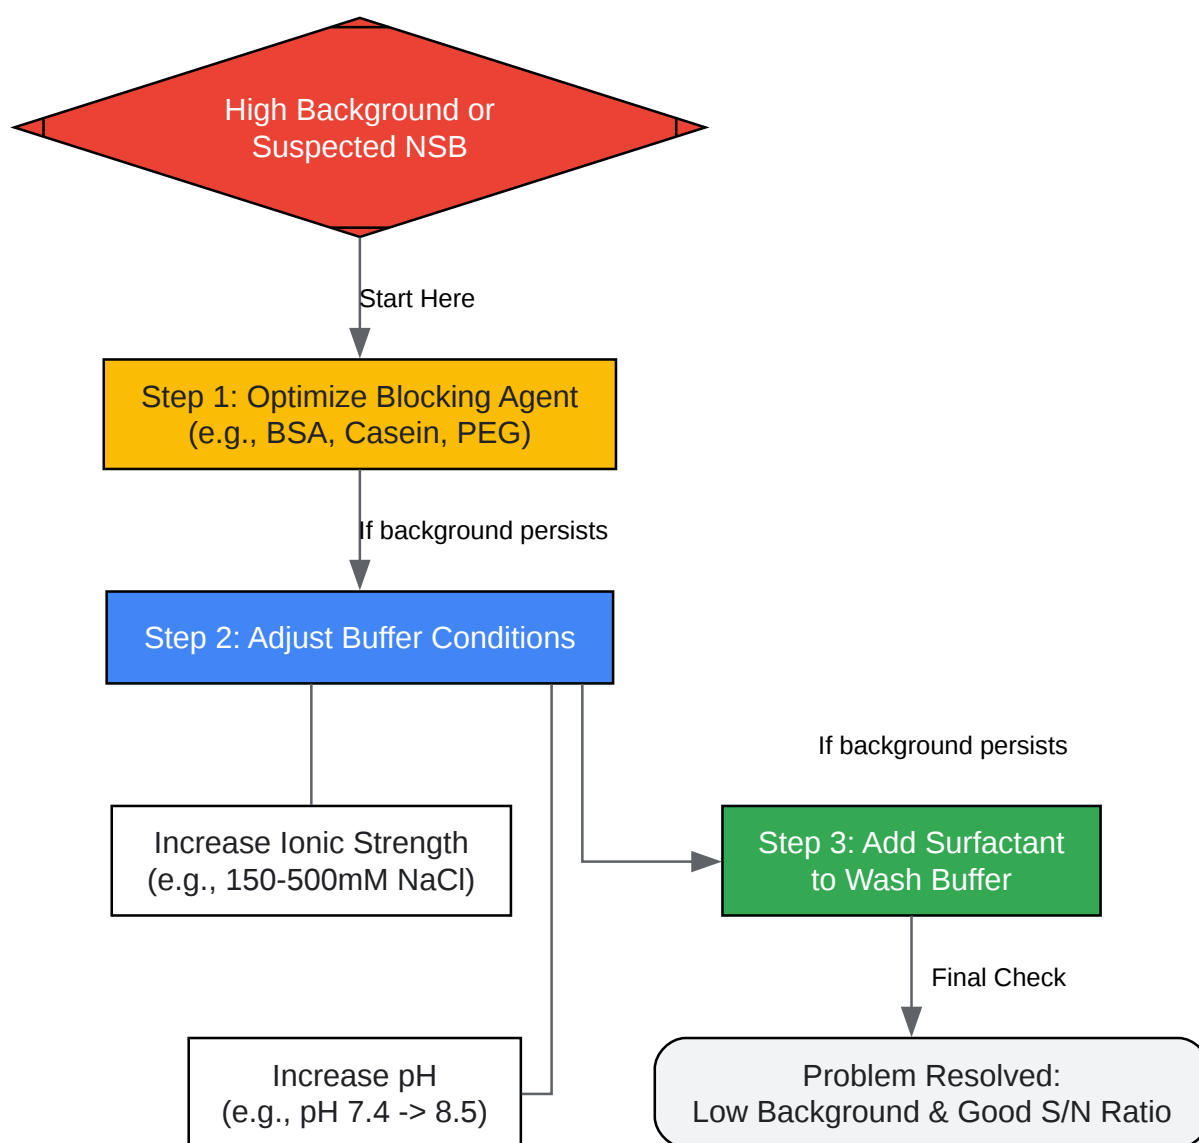 High Background or
Suspected NSB
Start Here
Step 1: Optimize Blocking Agent
(e.g., BSA, Casein, PEG)
If background persists
Step 2: Adjust Buffer Conditions
If background persists
Increase Ionic Strength
(e.g., 150-500mM NaCl)
Step 3: Add Surfactant
to Wash Buffer
Final Check
Increase pH
(e.g., pH 7.4 -> 8.5)
Problem Resolved:
Low Background & Good S/N Ratio